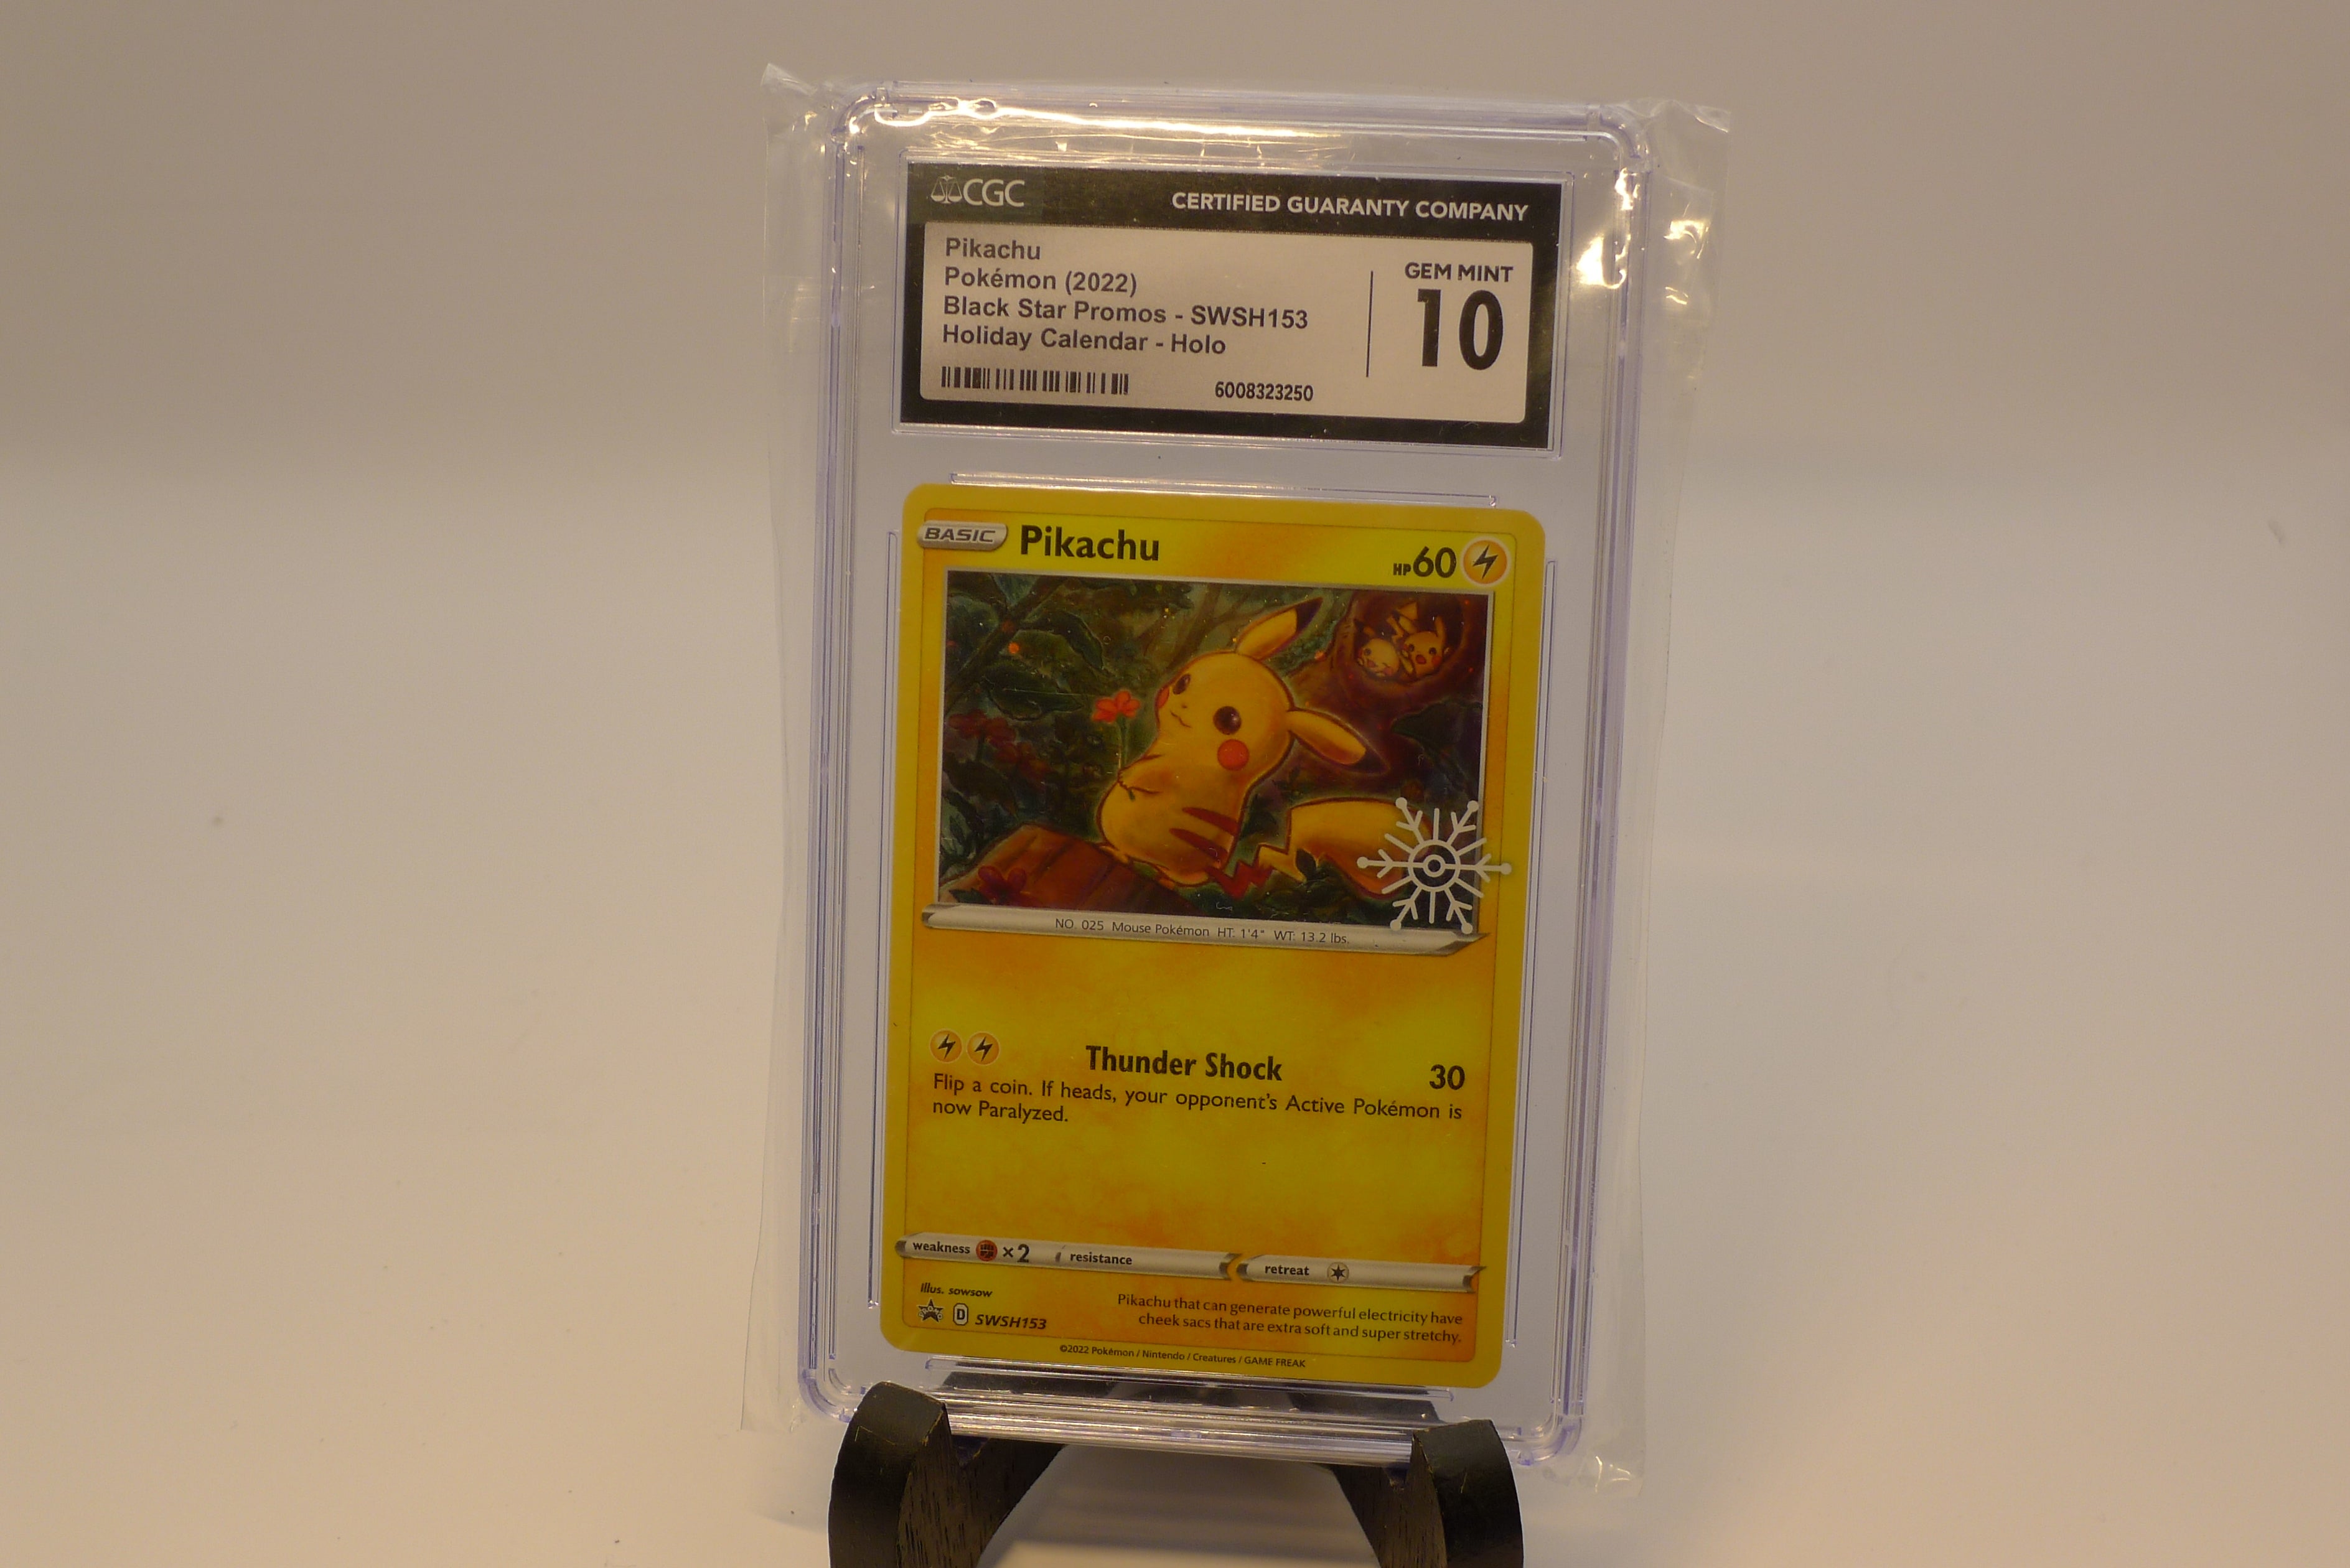 CGC
CERTIFIED GUARANTY COMPANY
Pikachu
Pokémon (2022)
Black Star Promos - SWSH153
Holiday Calendar - Holo
6008323250
GEM MINT
10
BASIC Pikachu HP 60
NO. 025 Mouse Pokémon HT: 1'4" WT: 13.2 lbs.
Thunder Shock 30
Flip a coin. If heads, your opponent's Active Pokémon is
now Paralyzed.
weakness ×2 resistance retreat
Illus. sowsow
D SWSH153
Pikachu that can generate powerful electricity have
cheek sacs that are extra soft and super stretchy.
©2022 Pokémon / Nintendo / Creatures / GAME FREAK